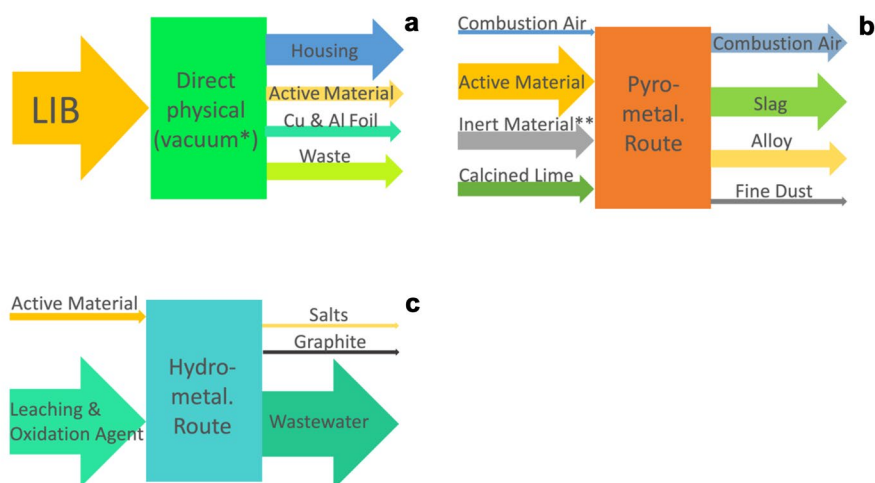 a
LIB
Direct
physical
(vacuum*)
Housing
Active Material
Cu & Al Foil
Waste
b
Combustion Air
Active Material
Inert Material**
Calcined Lime
Pyro-
metal.
Route
Combustion Air
Slag
Alloy
Fine Dust
c
Active Material
Leaching &
Oxidation Agent
Hydro-
metal.
Route
Salts
Graphite
Wastewater